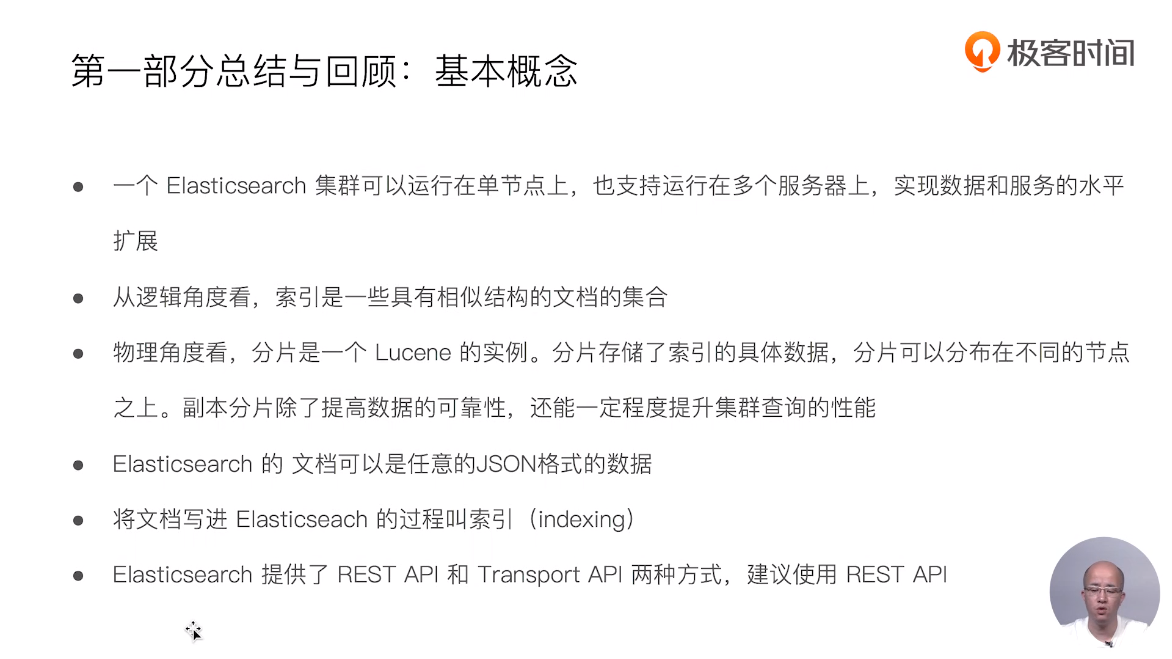 第一部分总结与回顾：基本概念
极客时间
● 一个 Elasticsearch 集群可以运行在单节点上，也支持运行在多个服务器上，实现数据和服务的水平
扩展
● 从逻辑角度看，索引是一些具有相似结构的文档的集合
● 物理角度看，分片是一个 Lucene 的实例。分片存储了索引的具体数据，分片可以分布在不同的节点
之上。副本分片除了提高数据的可靠性，还能一定程度提升集群查询的性能
● Elasticsearch 的 文档可以是任意的JSON格式的数据
● 将文档写进 Elasticseach 的过程叫索引（indexing）
● Elasticsearch 提供了 REST API 和 Transport API 两种方式，建议使用 REST API